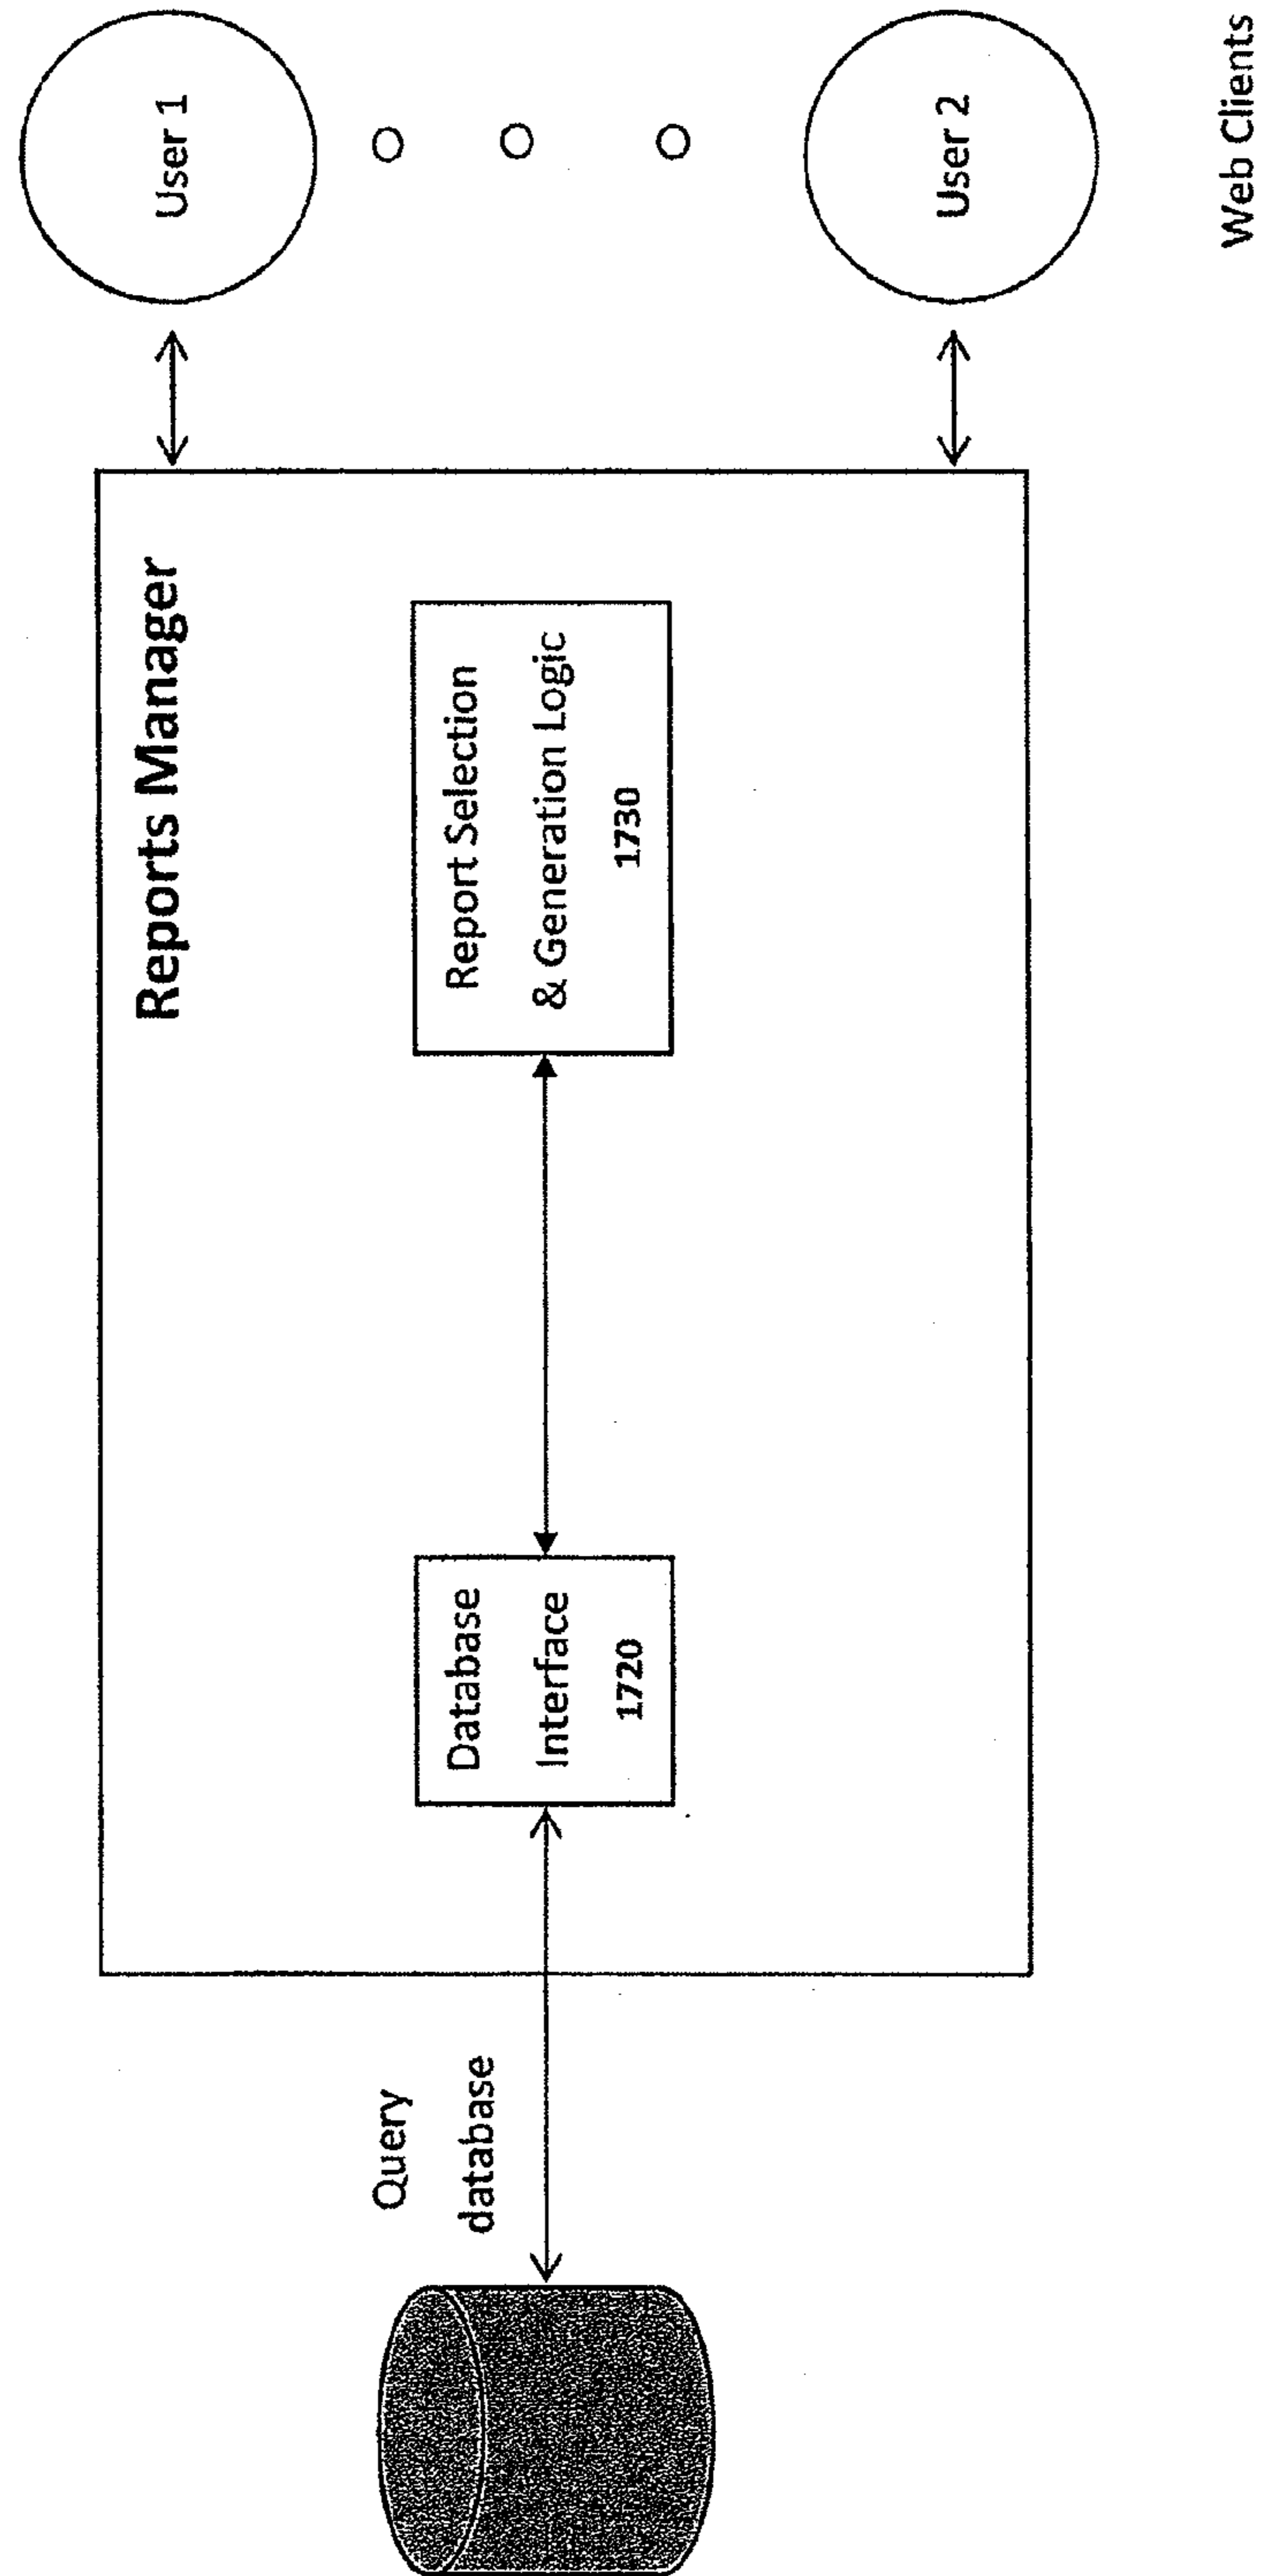 Reports Manager
Query
database
Database
Interface
1720
Report Selection
& Generation Logic
1730
User 1
User 2
Web Clients